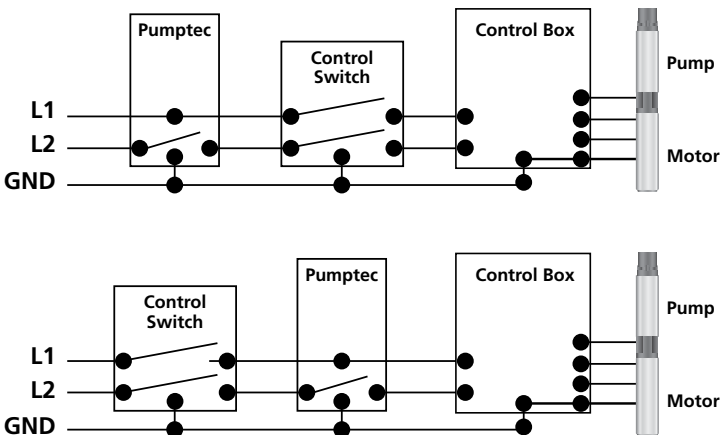 Pumptec
Control
Switch
Control Box
Pump
L1
L2
Motor
GND
Control
Switch
Pumptec
Control Box
Pump
L1
L2
Motor
GND